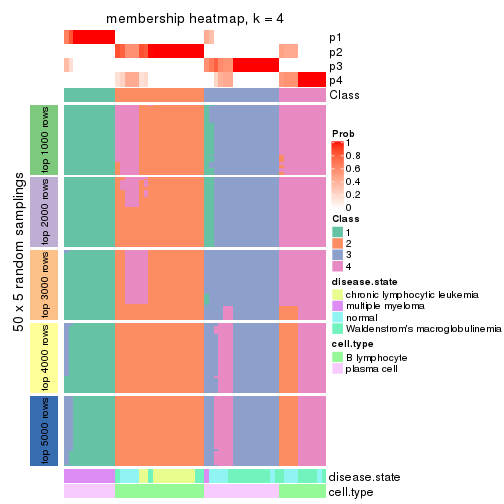 membership heatmap, k = 4
p1
p2
p3
p4
Class
50 x 5 random samplings
top 1000 rows
top 2000 rows
top 3000 rows
top 4000 rows
top 5000 rows
Prob
1
0.8
0.6
0.4
0.2
0
Class
1
2
3
4
disease.state
chronic lymphocytic leukemia
multiple myeloma
normal
Waldenstrom's macroglobulinemia
cell.type
B lymphocyte
plasma cell
disease.state
cell.type